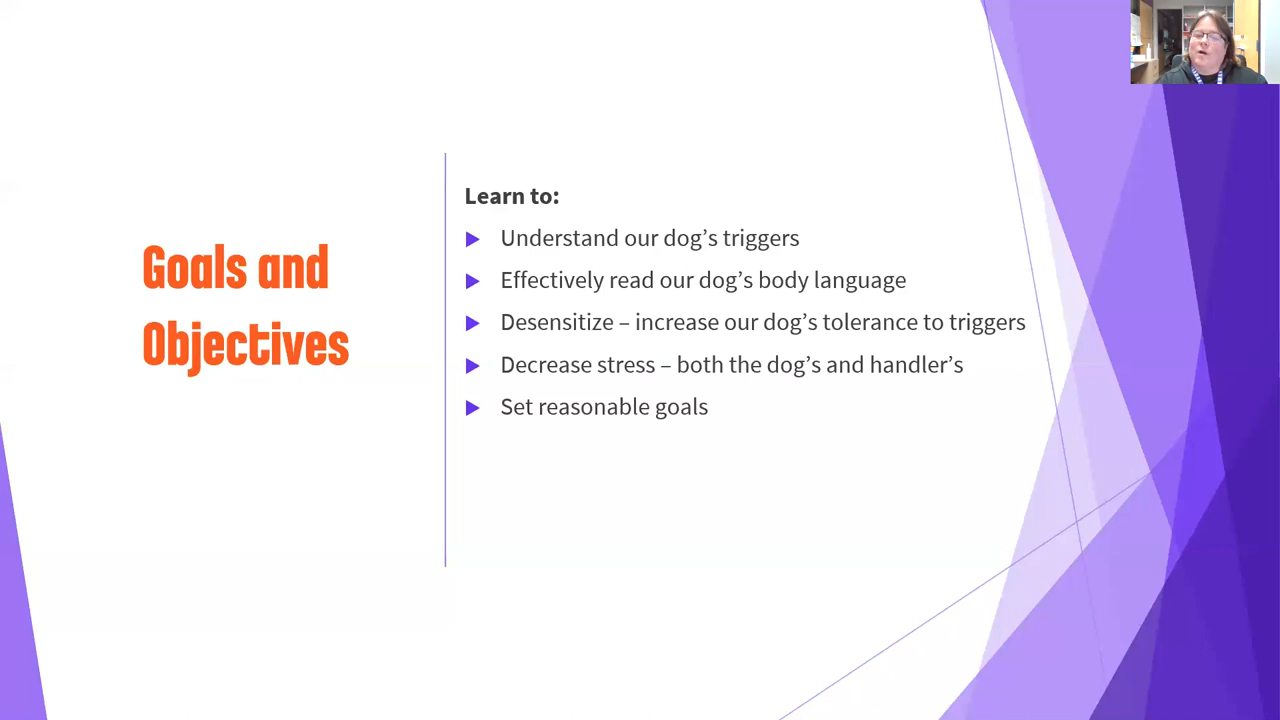 Goals and
Objectives
Learn to:
Understand our dog’s triggers
Effectively read our dog’s body language
Desensitize – increase our dog’s tolerance to triggers
Decrease stress – both the dog’s and handler’s
Set reasonable goals